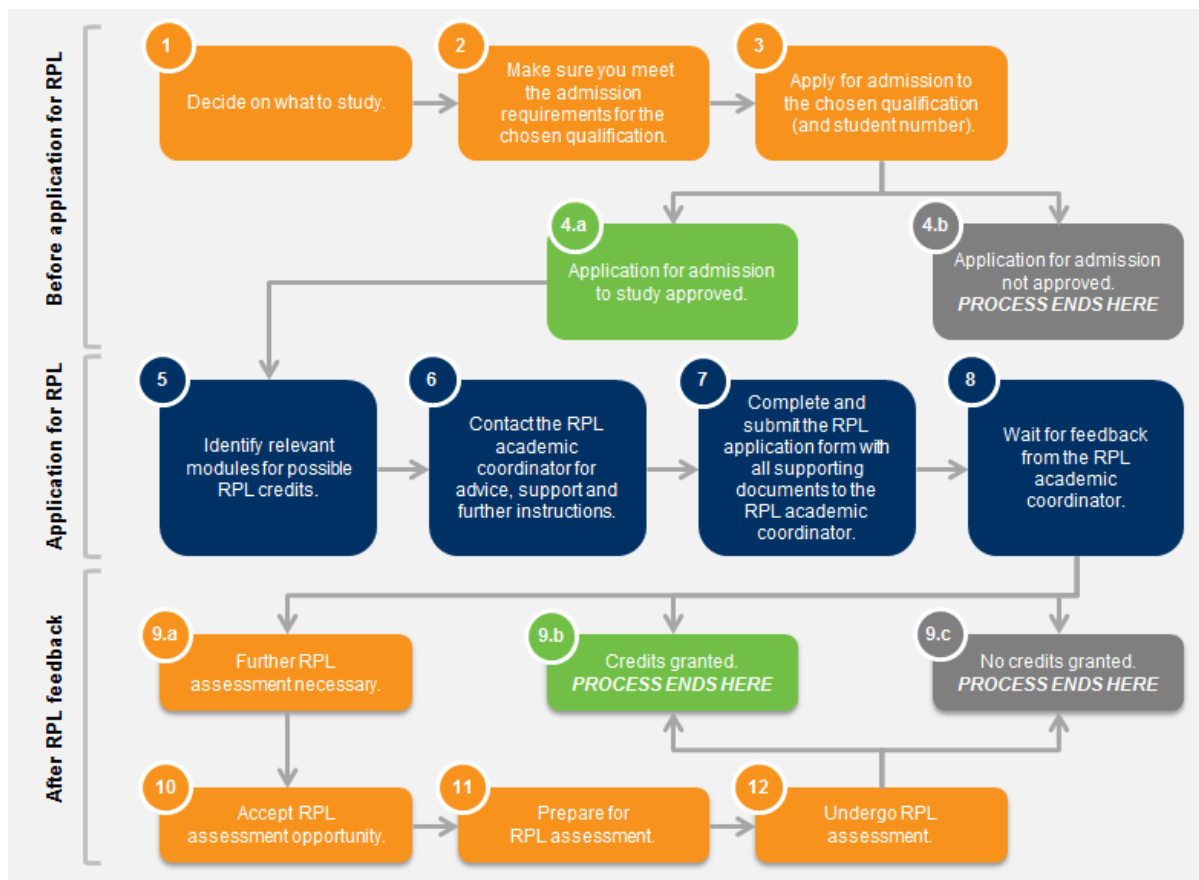 Before application for RPL
1
Decide on what to study.
2
Make sure you meet
the admission
requirements for the
chosen qualification.
3
Apply for admission to
the chosen qualification
(and student number).
4.a
Application for admission
to study approved.
4.b
Application for admission
not approved.
PROCESS ENDS HERE
Application for RPL
5
Identify relevant
modules for possible
RPL credits.
6
Contact the RPL
academic
coordinator for
advice, support and
further instructions.
7
Complete and
submit the RPL
application form with
all supporting
documents to the
RPL academic
coordinator.
8
Wait for feedback
from the RPL
academic
coordinator.
After RPL feedback
9.a
Further RPL
assessment necessary.
9.b
Credits granted.
PROCESS ENDS HERE
9.c
No credits granted.
PROCESS ENDS HERE
10
Accept RPL
assessment opportunity.
11
Prepare for
RPL assessment.
12
Undergo RPL
assessment.